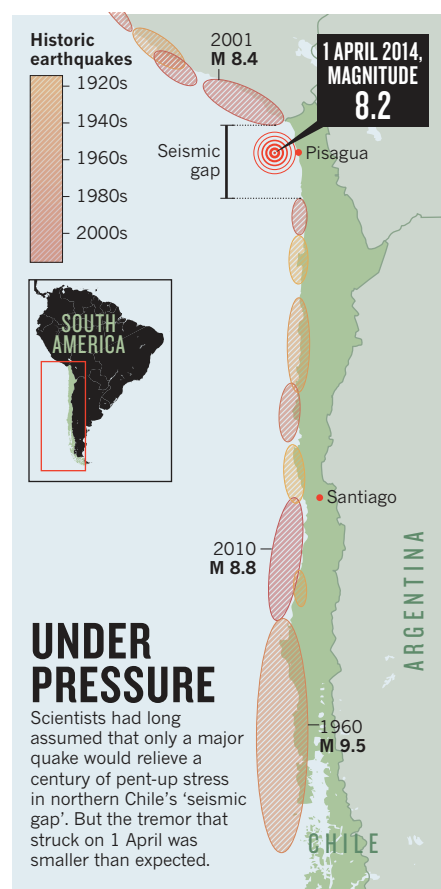 Historic
earthquakes
1920s
1940s
1960s
1980s
2000s
2001
M 8.4
1 APRIL 2014,
MAGNITUDE
8.2
Seismic
gap
Pisagua
SOUTH
AMERICA
Santiago
ARGENTINA
2010
M 8.8
1960
M 9.5
CHILE
UNDER
PRESSURE
Scientists had long
assumed that only a major
quake would relieve a
century of pent-up stress
in northern Chile’s ‘seismic
gap’. But the tremor that
struck on 1 April was
smaller than expected.